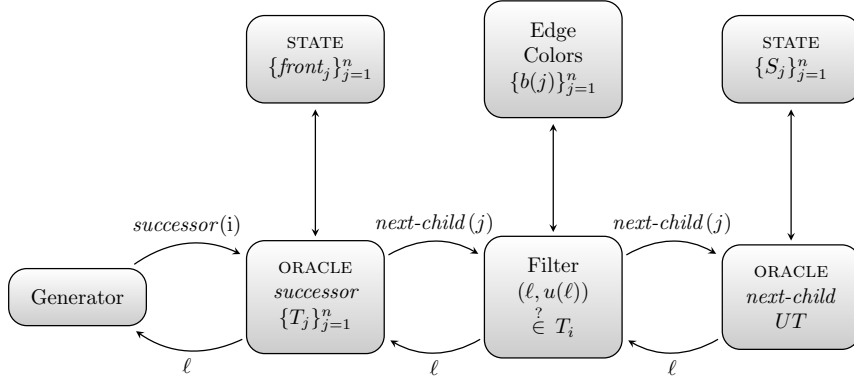 STATE
{front_j}_{j=1}^n
Edge
Colors
{b(j)}_{j=1}^n
STATE
{S_j}_{j=1}^n
successor(i)
next-child(j)
next-child(j)
Generator
ORACLE
successor
{T_j}_{j=1}^n
Filter
(ℓ, u(ℓ))
?
∈ T_i
ORACLE
next-child
UT
ℓ
ℓ
ℓ